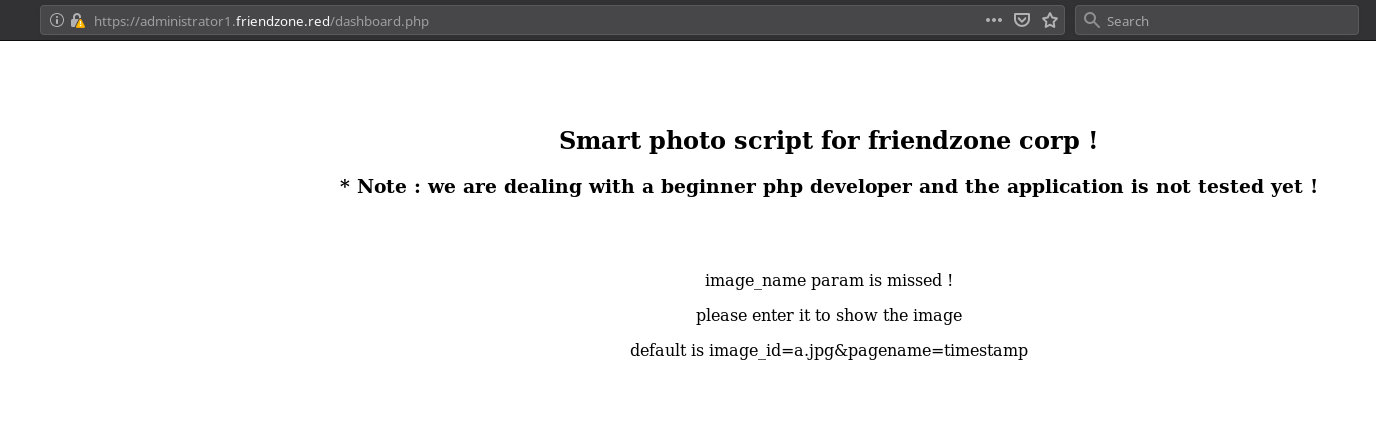 https://administrator1.friendzone.red/dashboard.php
Search
Smart photo script for friendzone corp !
* Note : we are dealing with a beginner php developer and the application is not tested yet !
image_name param is missed !
please enter it to show the image
default is image_id=a.jpg&pagename=timestamp